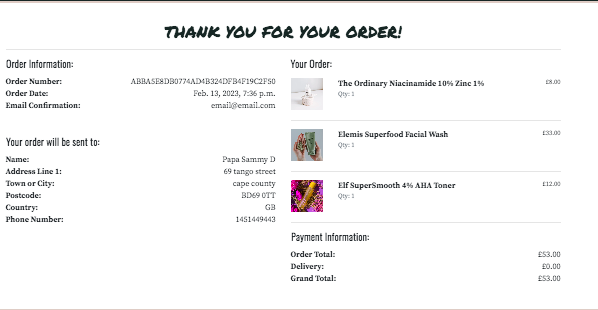 THANK YOU FOR YOUR ORDER!
Order Information:
Order Number: ABBA5E8DB0774AD4B324DFB4F19C2F50
Order Date: Feb. 13, 2023, 7:36 p.m.
Email Confirmation: email@email.com
Your order will be sent to:
Name: Papa Sammy D
Address Line 1: 69 tango street
Town or City: cape county
Postcode: BD69 0TT
Country: GB
Phone Number: 1451449443
Your Order:
The Ordinary Niacinamide 10% Zinc 1% £8.00
Qty: 1
Elemis Superfood Facial Wash £33.00
Qty: 1
Elf SuperSmooth 4% AHA Toner £12.00
Qty: 1
Payment Information:
Order Total: £53.00
Delivery: £0.00
Grand Total: £53.00